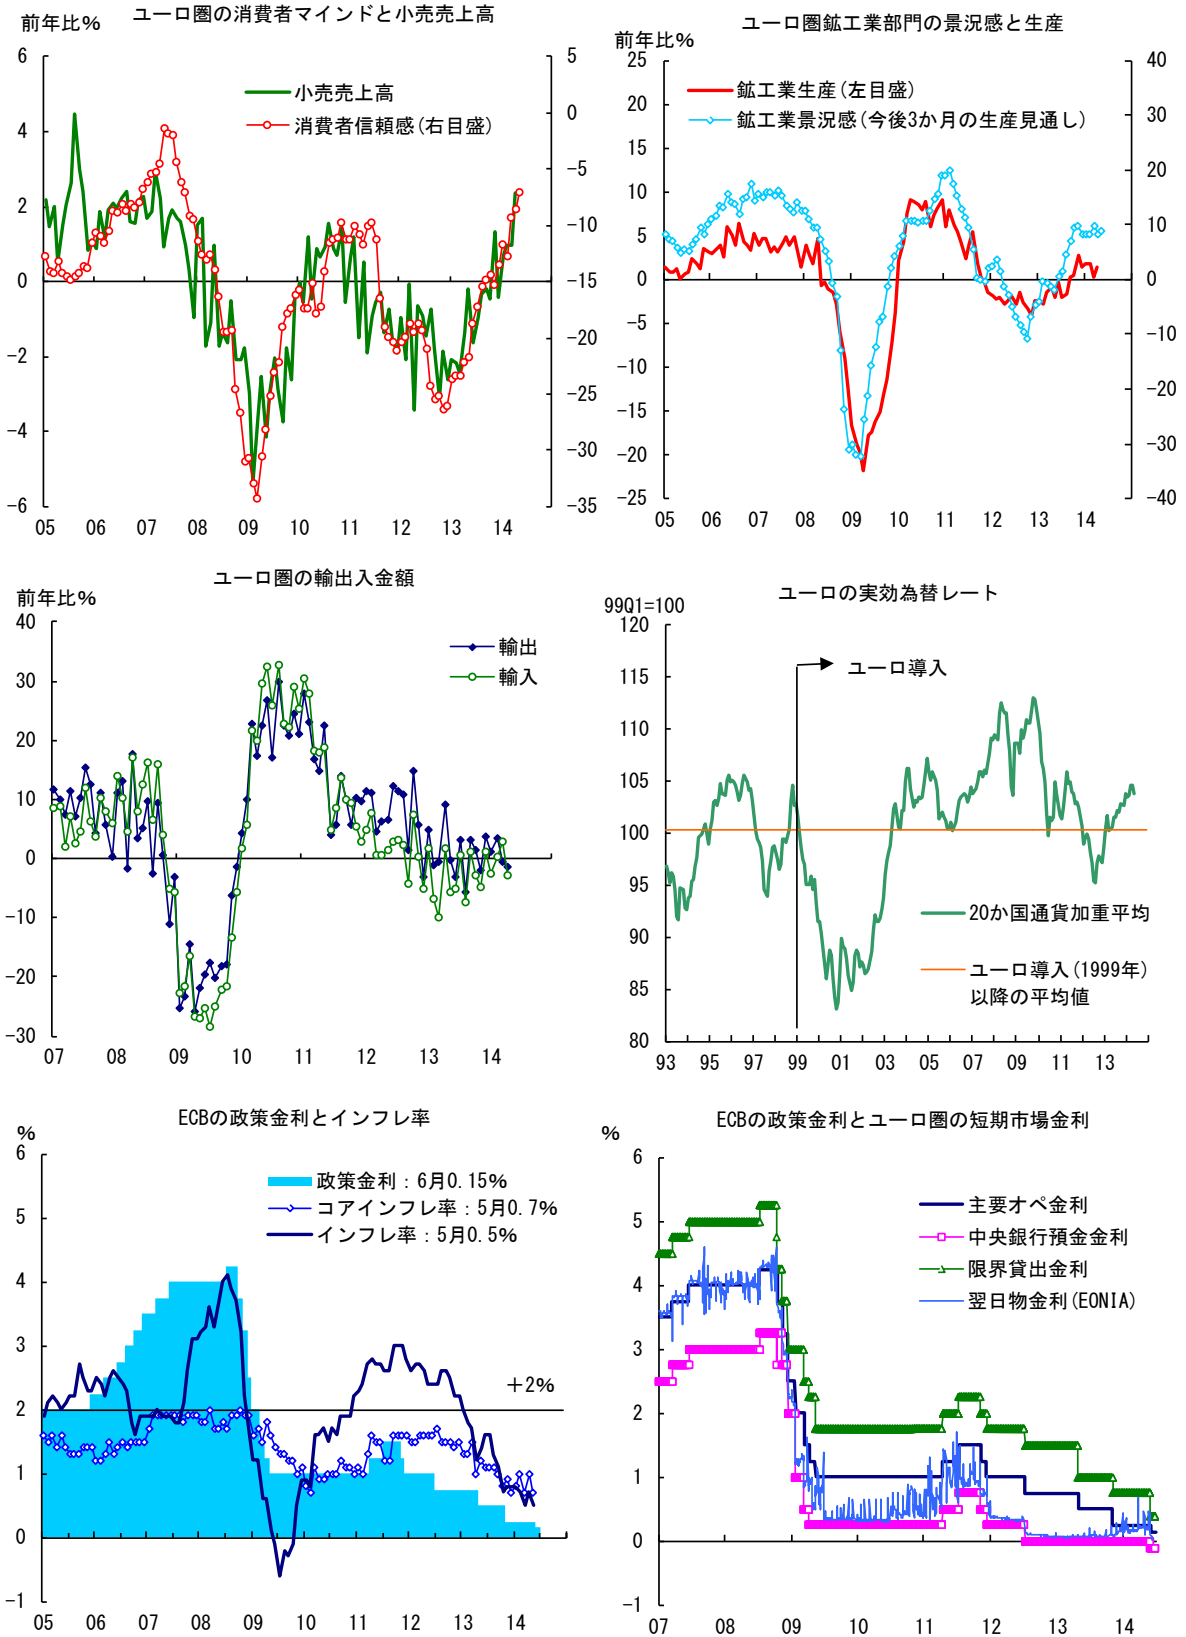 ユーロ圏の消費者マインドと小売売上高
前年比%
6
4
2
0
−2
−4
−6
5
0
−5
−10
−15
−20
−25
−30
−35
小売売上高
消費者信頼感(右目盛)
05 06 07 08 09 10 11 12 13 14
ユーロ圏鉱工業部門の景況感と生産
前年比%
25
20
15
10
5
0
−5
−10
−15
−20
−25
40
30
20
10
0
−10
−20
−30
−40
鉱工業生産(左目盛)
鉱工業景況感(今後3か月の生産見通し)
05 06 07 08 09 10 11 12 13 14
ユーロ圏の輸出入金額
前年比%
40
30
20
10
0
−10
−20
−30
輸出
輸入
07 08 09 10 11 12 13 14
ユーロの実効為替レート
99Q1=100
120
115
110
105
100
95
90
85
80
ユーロ導入
20か国通貨加重平均
ユーロ導入(1999年)
以降の平均値
93 95 97 99 01 03 05 07 09 11 13
ECBの政策金利とインフレ率
%
6
5
4
3
2
1
0
−1
政策金利：6月0.15%
コアインフレ率：5月0.7%
インフレ率：5月0.5%
+2%
05 06 07 08 09 10 11 12 13 14
ECBの政策金利とユーロ圏の短期市場金利
%
6
5
4
3
2
1
0
−1
主要オペ金利
中央銀行預金金利
限界貸出金利
翌日物金利(EONIA)
07 08 09 10 11 12 13 14